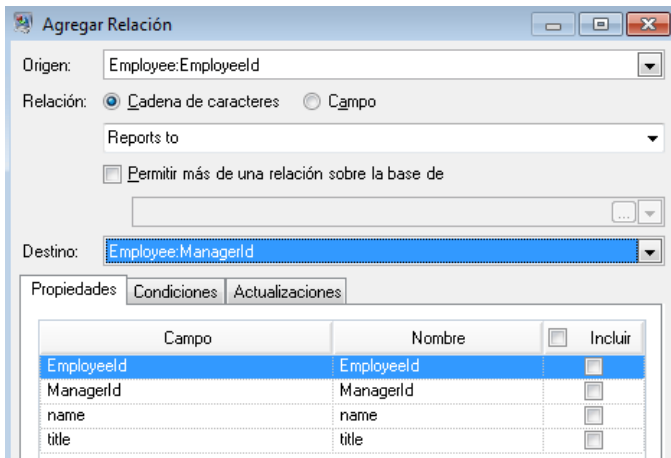 Agregar Relación
Origen: Employee:EmployeeId
Relación: Cadena de caracteres Campo
Reports to
Permitir más de una relación sobre la base de
...
Destino: Employee:ManagerId
Propiedades Condiciones Actualizaciones
Campo Nombre Incluir
EmployeeId EmployeeId
ManagerId ManagerId
name name
title title